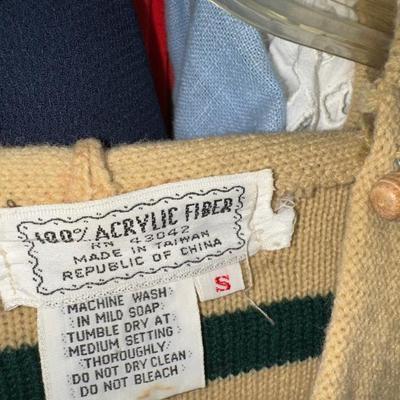 100% ACRYLIC FIBER
RN 43042
MADE IN TAIWAN
REPUBLIC OF CHINA
S
MACHINE WASH
IN MILD SOAP
TUMBLE DRY AT
MEDIUM SETTING
THOROUGHLY
DO NOT DRY CLEAN
DO NOT BLEACH